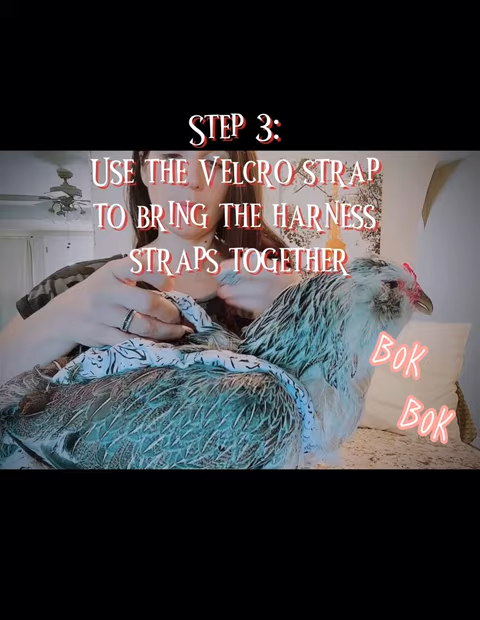 Step 3:
Use the Velcro strap
to bring the harness
straps together
Bok
Bok